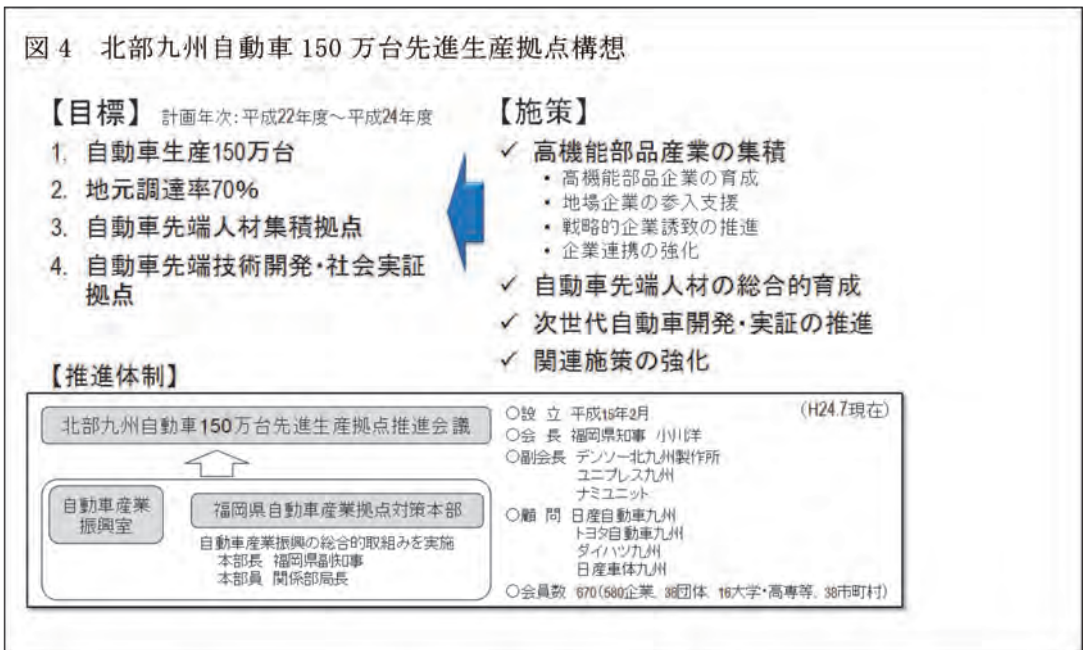 図4 北部九州自動車150万台先進生産拠点構想
【目標】 計画年次:平成22年度～平成24年度
1. 自動車生産150万台
2. 地元調達率70%
3. 自動車先端人材集積拠点
4. 自動車先端技術開発・社会実証
拠点
【施策】
✓ 高機能部品産業の集積
・高機能部品企業の育成
・地場企業の参入支援
・戦略的企業誘致の推進
・企業連携の強化
✓ 自動車先端人材の総合的育成
✓ 次世代自動車開発・実証の推進
✓ 関連施策の強化
【推進体制】
北部九州自動車150万台先進生産拠点推進会議
自動車産業
振興室
福岡県自動車産業拠点対策本部
自動車産業振興の総合的取組みを実施
本部長 福岡県副知事
本部員 関係部局長
(H24.7現在)
○設 立 平成15年2月
○会 長 福岡県知事 小川洋
○副会長 デンソー北九州製作所
ユニプレス九州
ナミユニット
○顧 問 日産自動車九州
トヨタ自動車九州
ダイハツ九州
日産車体九州
○会員数 670(580企業、36団体、16大学・高専等、38市町村)